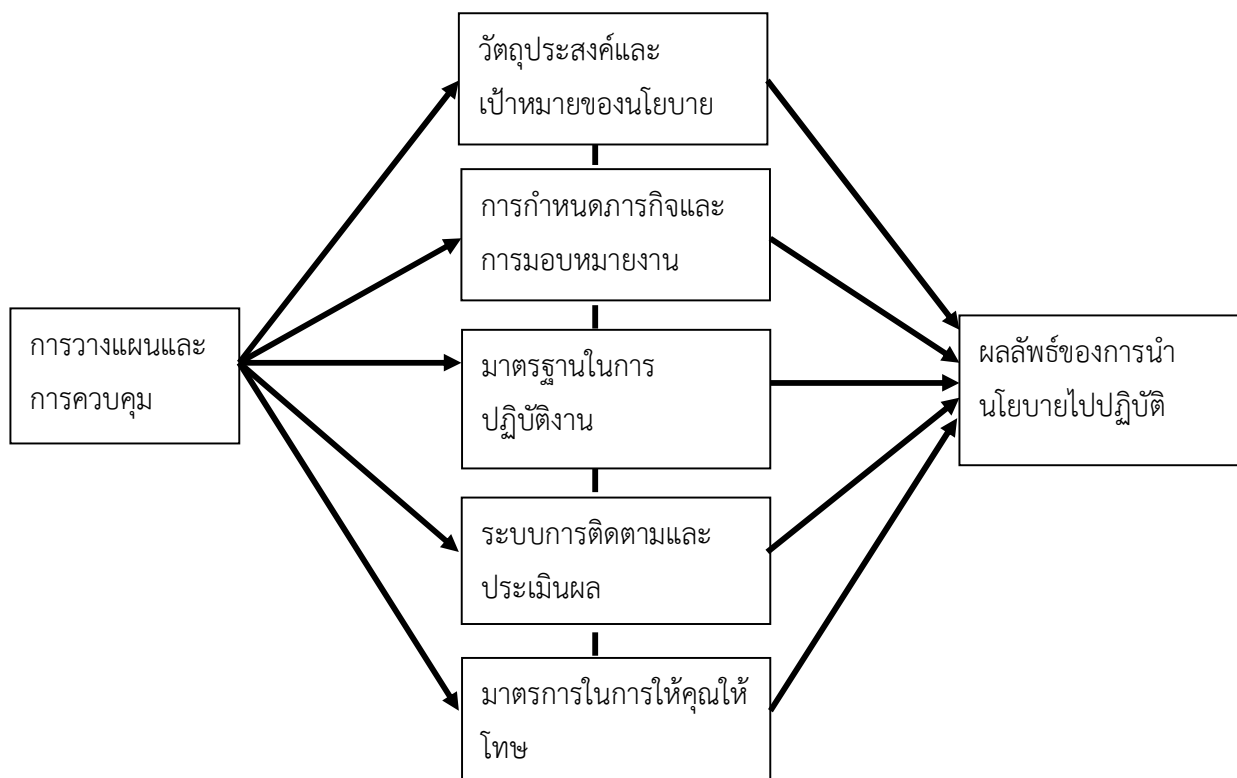 วัตถุประสงค์และ
เป้าหมายของนโยบาย
การกำหนดภารกิจและ
การมอบหมายงาน
การวางแผนและ
การควบคุม
มาตรฐานในการ
ปฏิบัติงาน
ผลลัพธ์ของการนำ
นโยบายไปปฏิบัติ
ระบบการติดตามและ
ประเมินผล
มาตรการในการให้คุณให้
โทษ